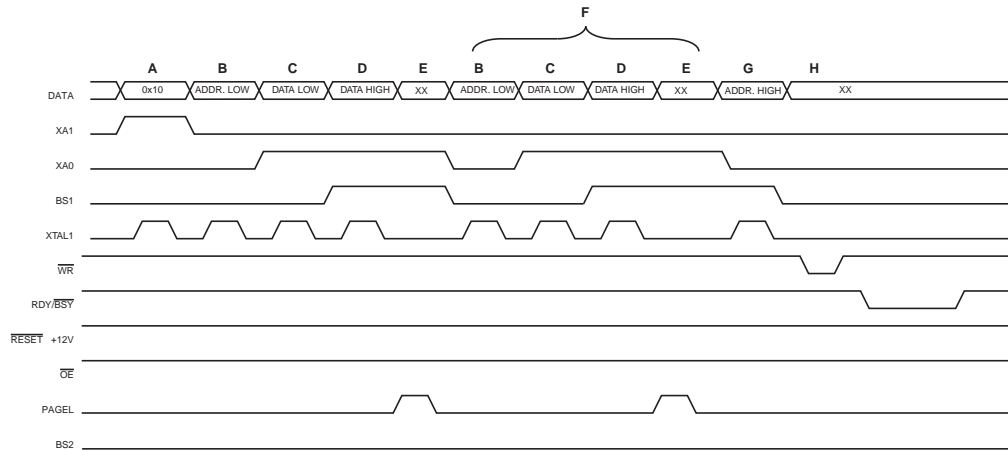 F
A B C D E B C D E G H
DATA 0x10 ADDR. LOW DATA LOW DATA HIGH XX ADDR. LOW DATA LOW DATA HIGH XX ADDR. HIGH XX
XA1
XA0
BS1
XTAL1
WR
RDY/BSY
RESET +12V
OE
PAGEL
BS2